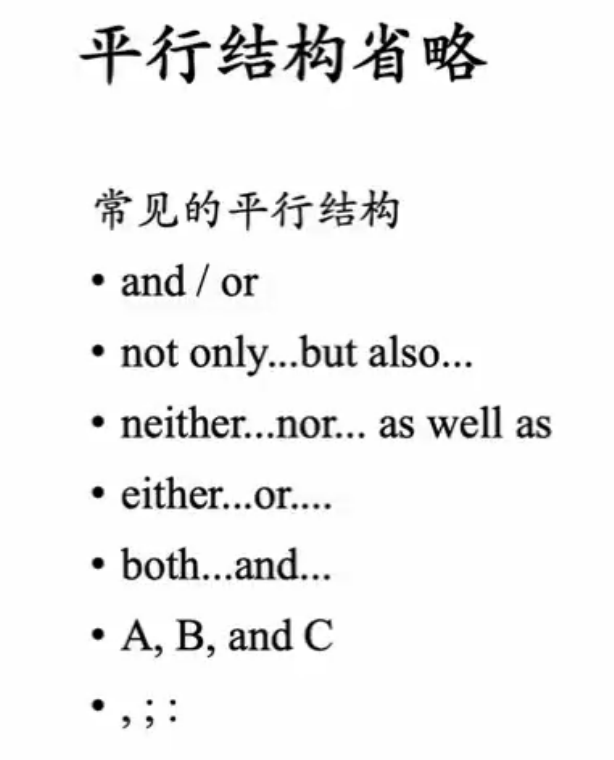 平行结构省略
常见的平行结构
• and / or
• not only...but also...
• neither...nor... as well as
• either...or....
• both...and...
• A, B, and C
• , ; :